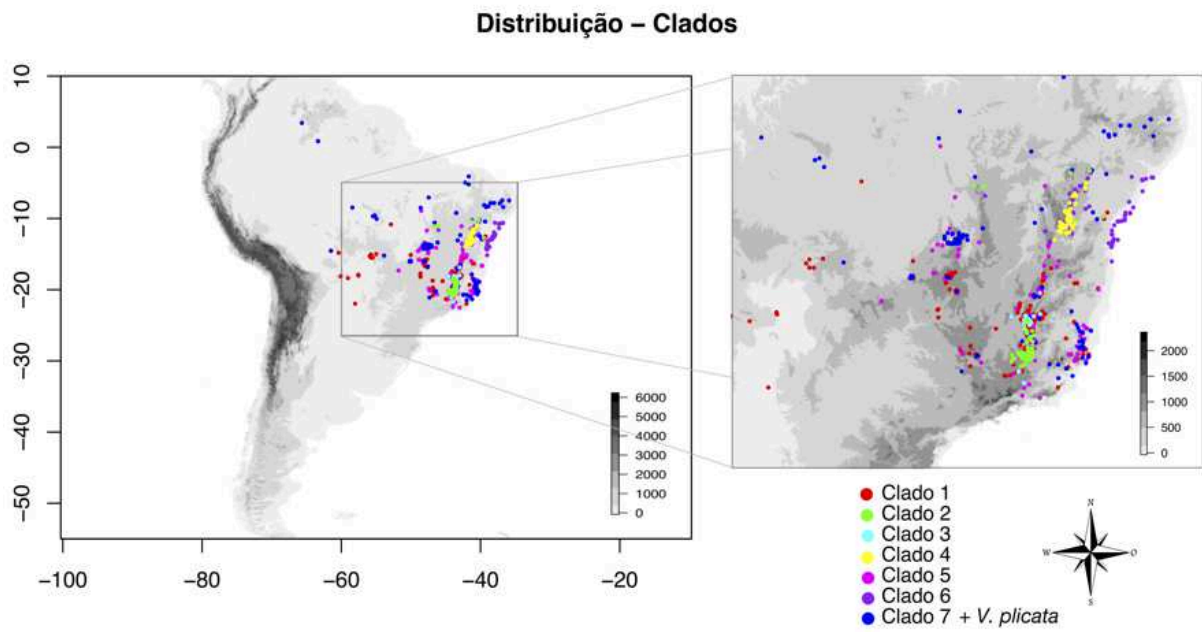 Distribuição – Clados
10
0
−10
−20
−30
−40
−50
−100
−80
−60
−40
−20
6000
5000
4000
3000
2000
1000
0
2000
1500
1000
500
0
Clado 1
Clado 2
Clado 3
Clado 4
Clado 5
Clado 6
Clado 7 + V. plicata
N
W
O
S